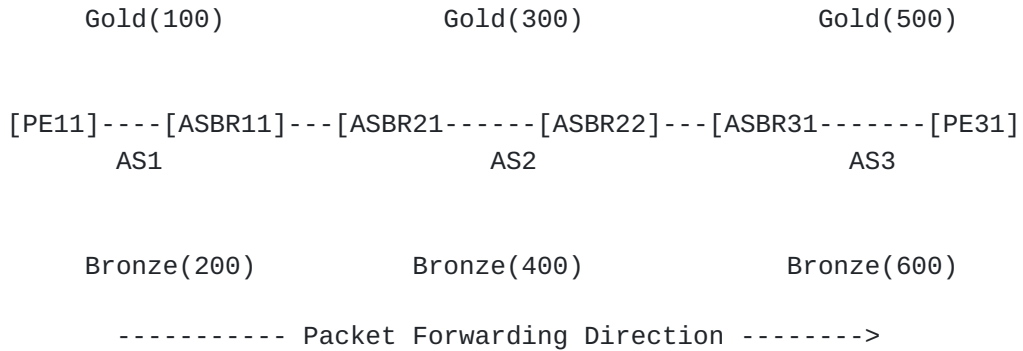 Gold(100) Gold(300) Gold(500)
[PE11]----[ASBR11]---[ASBR21------[ASBR22]---[ASBR31-------[PE31]
AS1 AS2 AS3
Bronze(200) Bronze(400) Bronze(600)
----------- Packet Forwarding Direction -------->